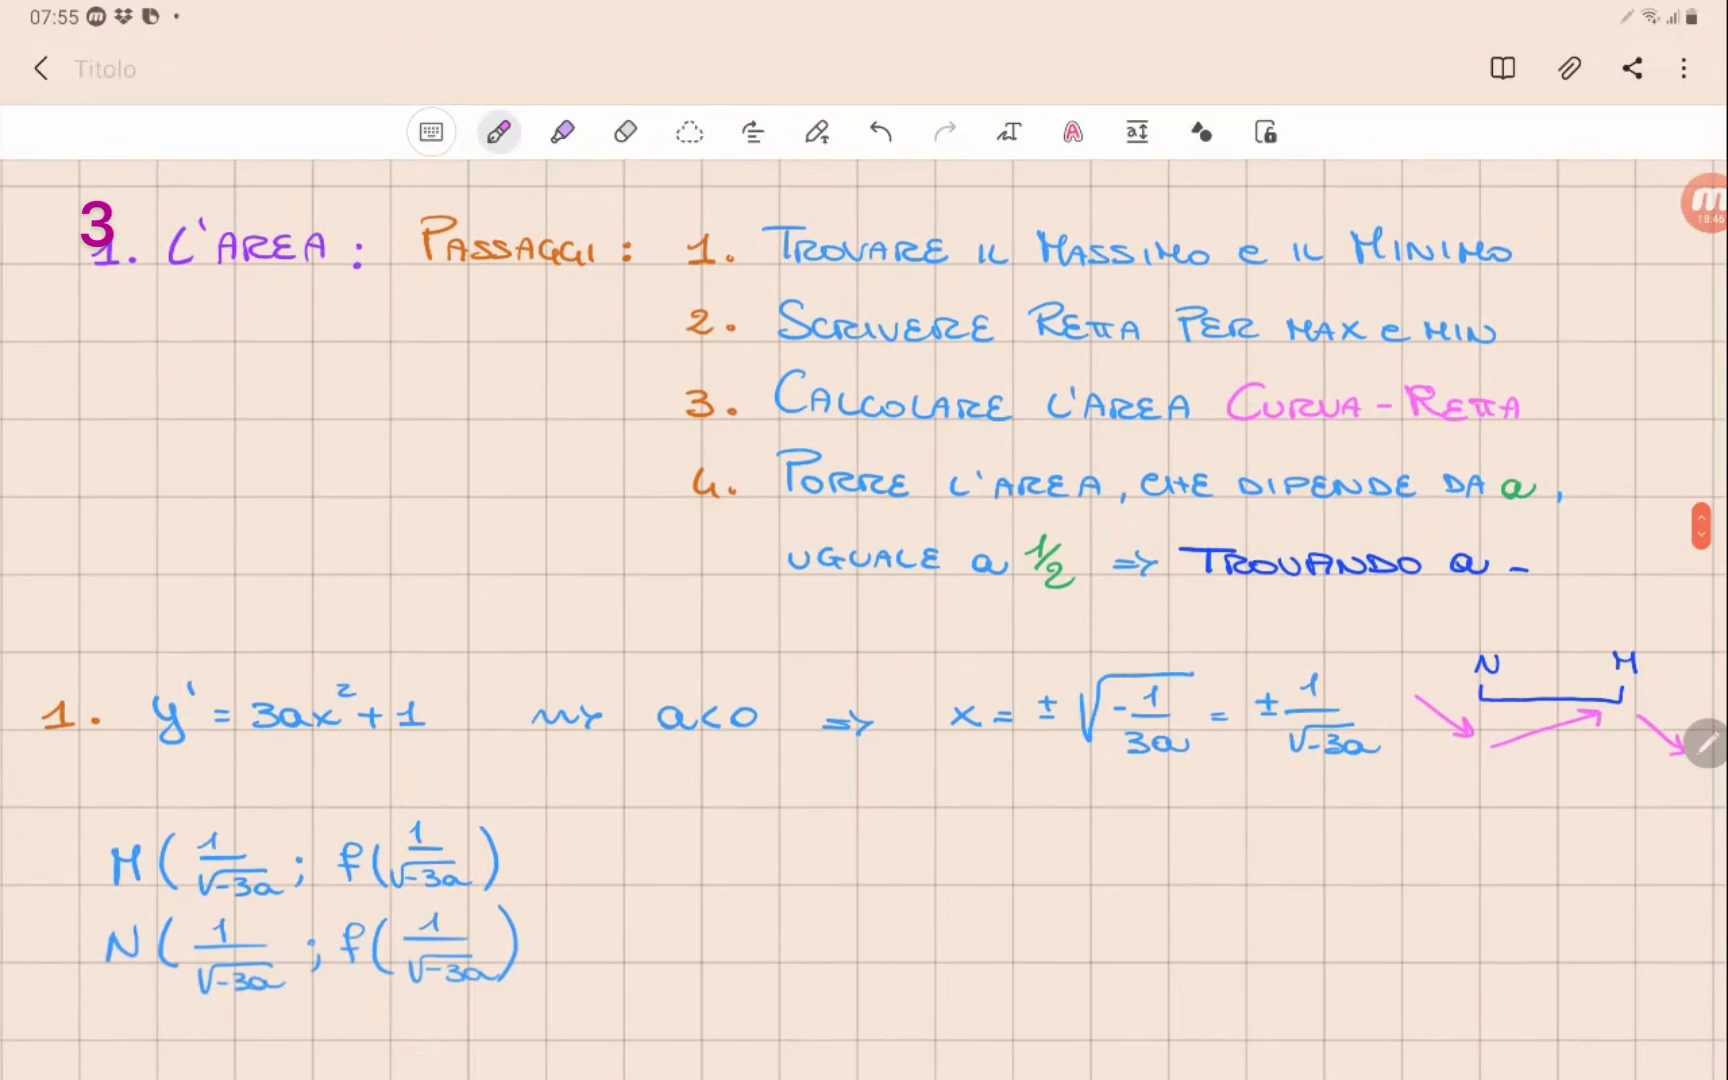 07:55
Titolo
18:46
3
1. L'AREA: PASSAGGI: 1. TROVARE IL MASSIMO e IL MINIMO
2. SCRIVERE RETTA PER MAX e MIN
3. CALCOLARE L'AREA CURVA-RETTA
4. PORRE L'AREA, CHE DIPENDE DA a,
UGUALE a 1/2 => TROVANDO a -
N M
1. y' = 3ax² + 1 ⇝ a<0 => x = ± √(-1/3a) = ± 1/√-3a
M (1/√-3a ; f(1/√-3a)
N (1/√-3a ; f(1/√-3a)